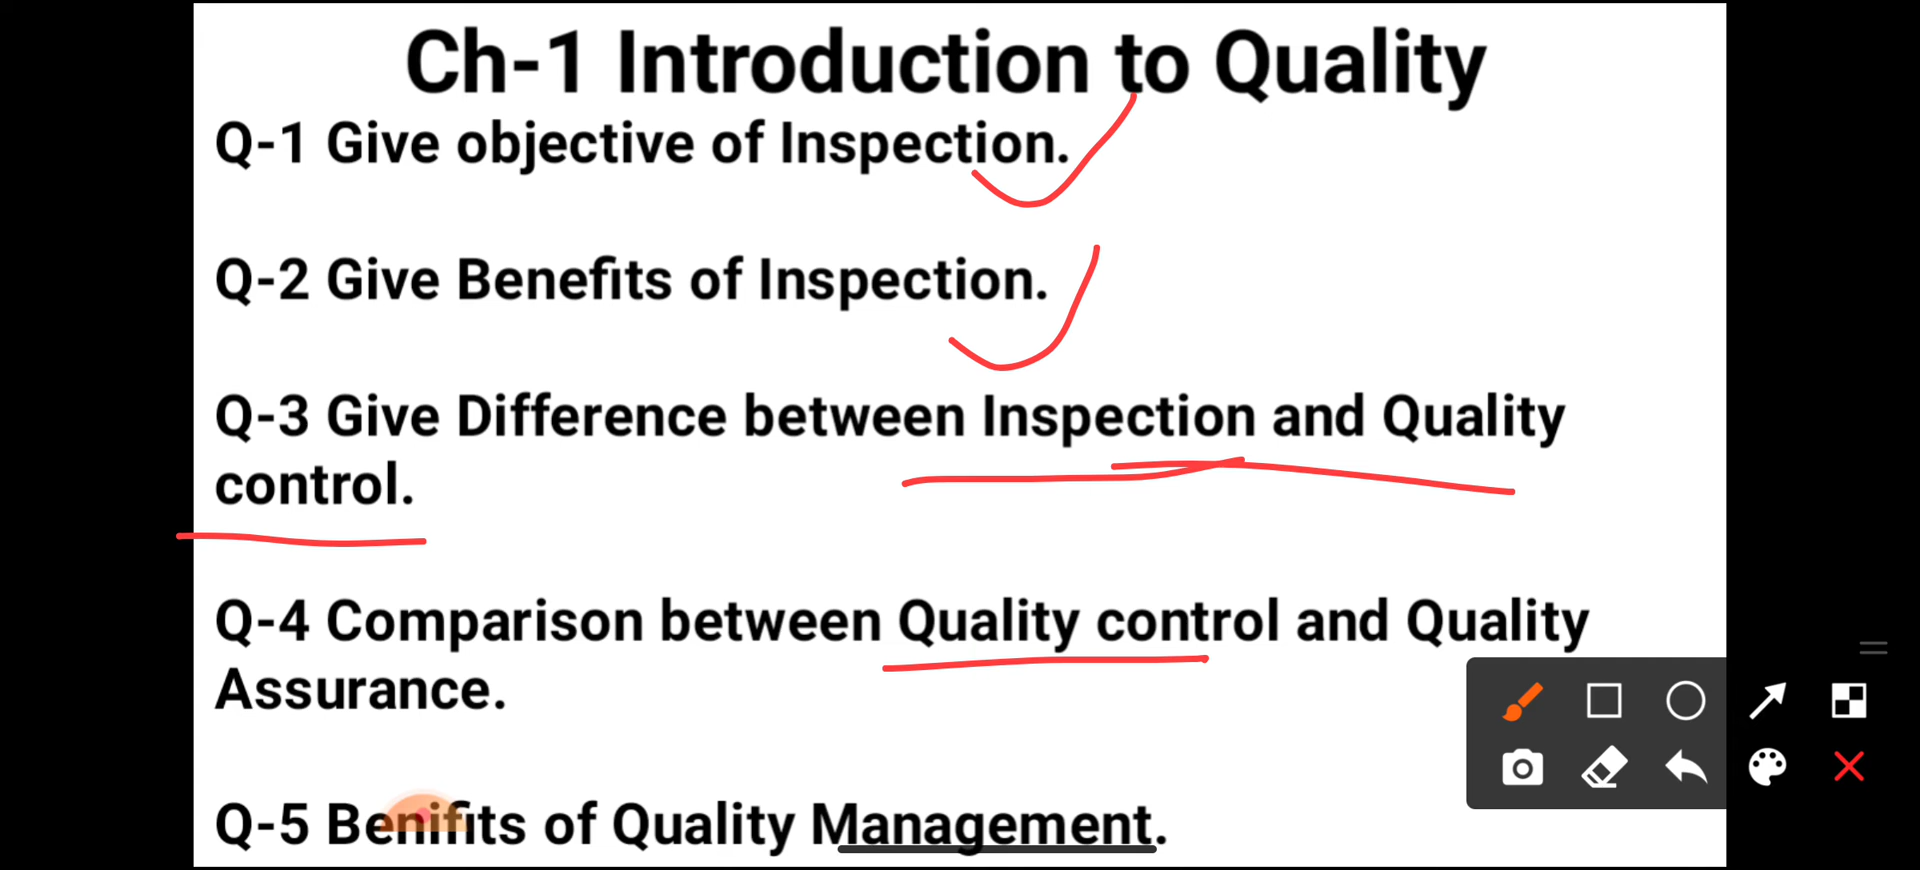 Ch-1 Introduction to Quality
Q-1 Give objective of Inspection.
Q-2 Give Benefits of Inspection.
Q-3 Give Difference between Inspection and Quality
control.
Q-4 Comparison between Quality control and Quality
Assurance.
Q-5 Benifits of Quality Management.